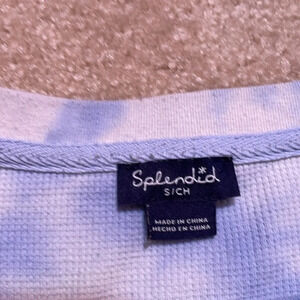 Splendid
S/CH
MADE IN CHINA
HECHO EN CHINA